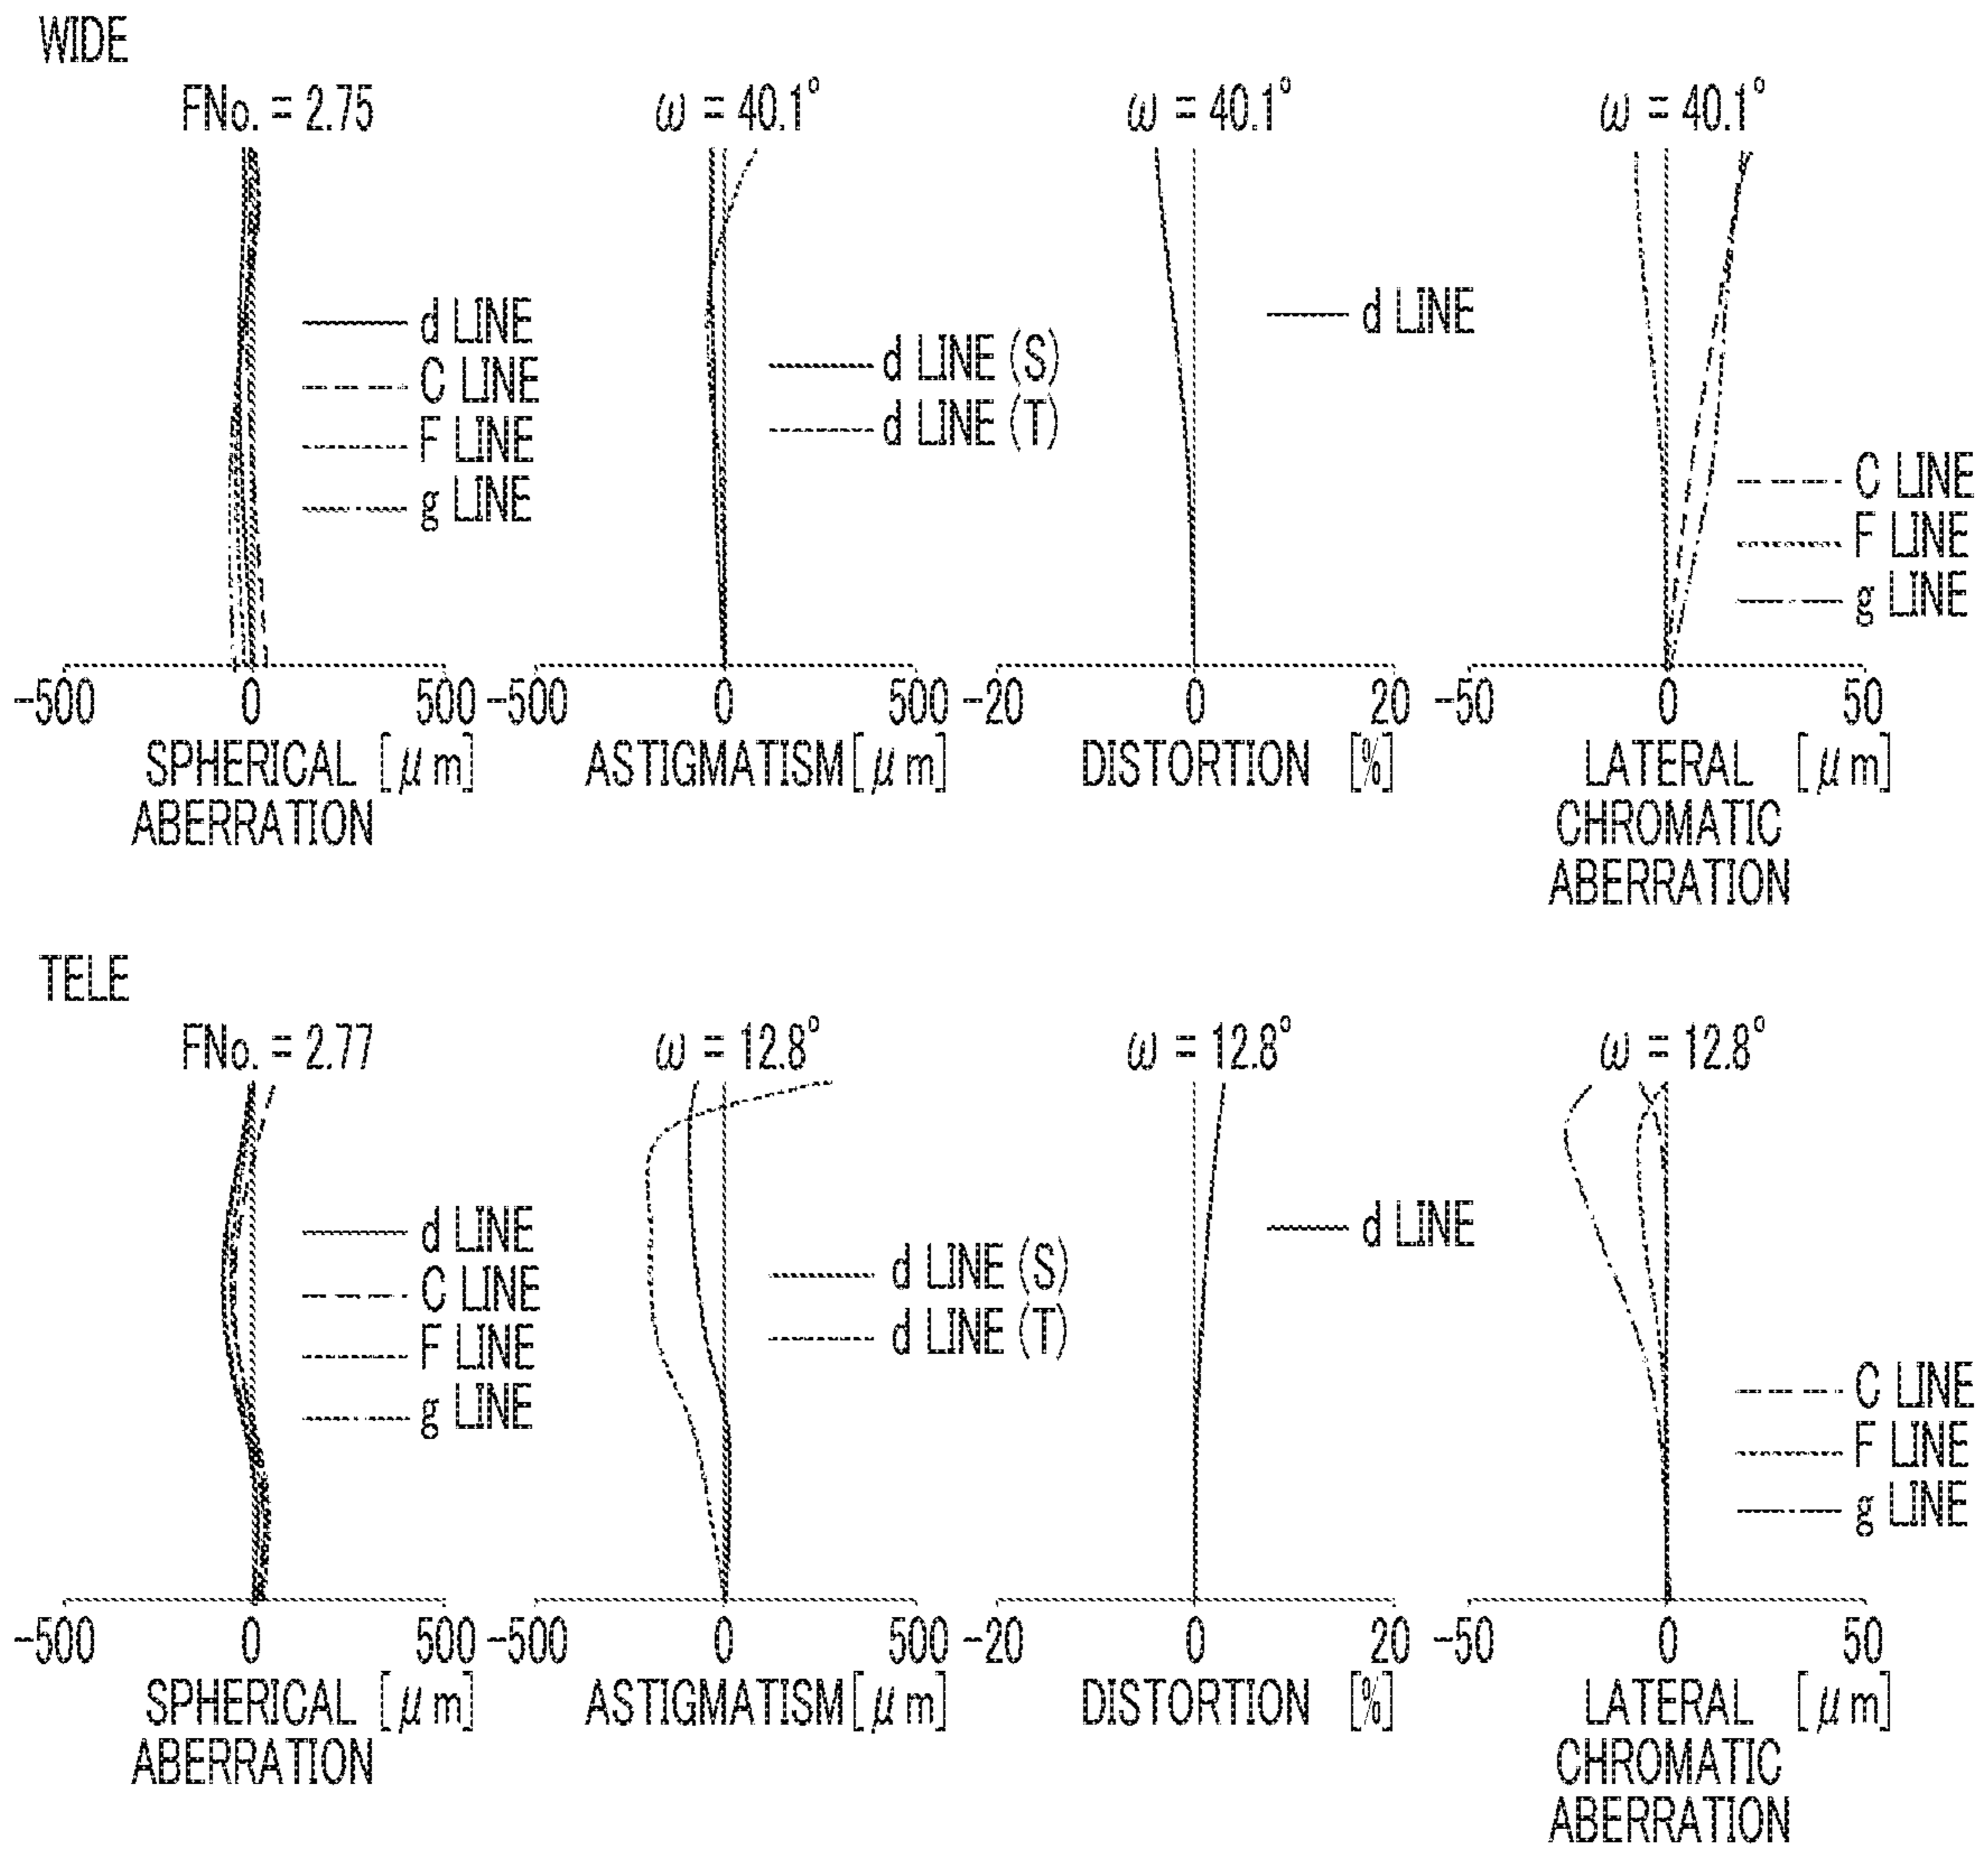 WIDE
FNo. = 2.75
ω = 40.1°
ω = 40.1°
ω = 40.1°
d LINE
C LINE
F LINE
g LINE
d LINE (S)
d LINE (T)
d LINE
C LINE
F LINE
g LINE
-500 0 500
-500 0 500
-20 0 20
-50 0 50
SPHERICAL [μm]
ABERRATION
ASTIGMATISM[μm]
DISTORTION [%]
LATERAL [μm]
CHROMATIC
ABERRATION
TELE
FNo. = 2.77
ω = 12.8°
ω = 12.8°
ω = 12.8°
d LINE
C LINE
F LINE
g LINE
d LINE (S)
d LINE (T)
d LINE
C LINE
F LINE
g LINE
-500 0 500
-500 0 500
-20 0 20
-50 0 50
SPHERICAL [μm]
ABERRATION
ASTIGMATISM[μm]
DISTORTION [%]
LATERAL [μm]
CHROMATIC
ABERRATION